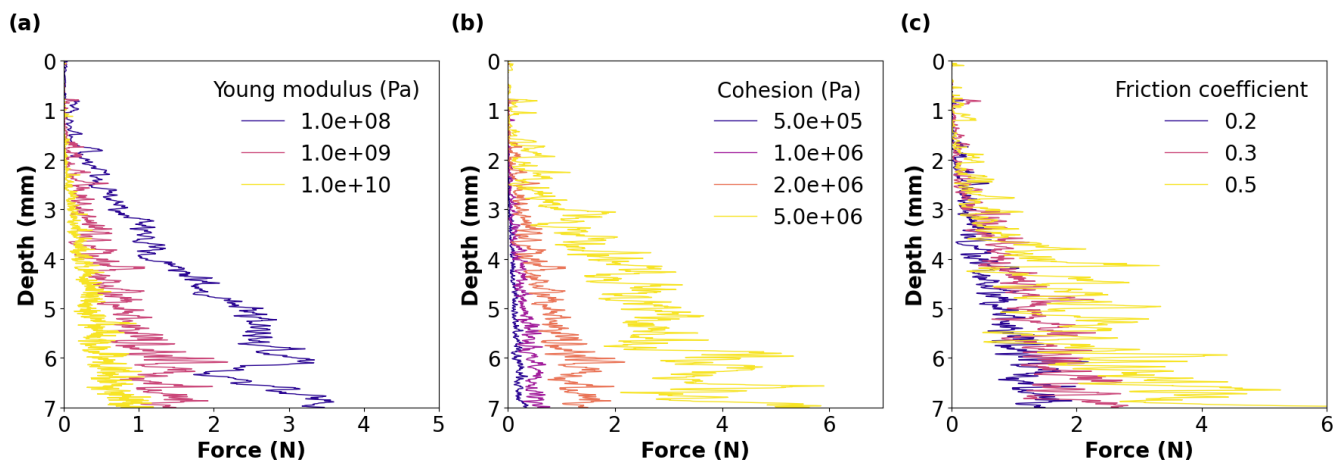 (a)
Young modulus (Pa)
1.0e+08
1.0e+09
1.0e+10
0
1
2
3
4
5
6
7
Depth (mm)
0 1 2 3 4 5
Force (N)
(b)
Cohesion (Pa)
5.0e+05
1.0e+06
2.0e+06
5.0e+06
0
1
2
3
4
5
6
7
Depth (mm)
0 2 4 6
Force (N)
(c)
Friction coefficient
0.2
0.3
0.5
0
1
2
3
4
5
6
7
Depth (mm)
0 2 4 6
Force (N)